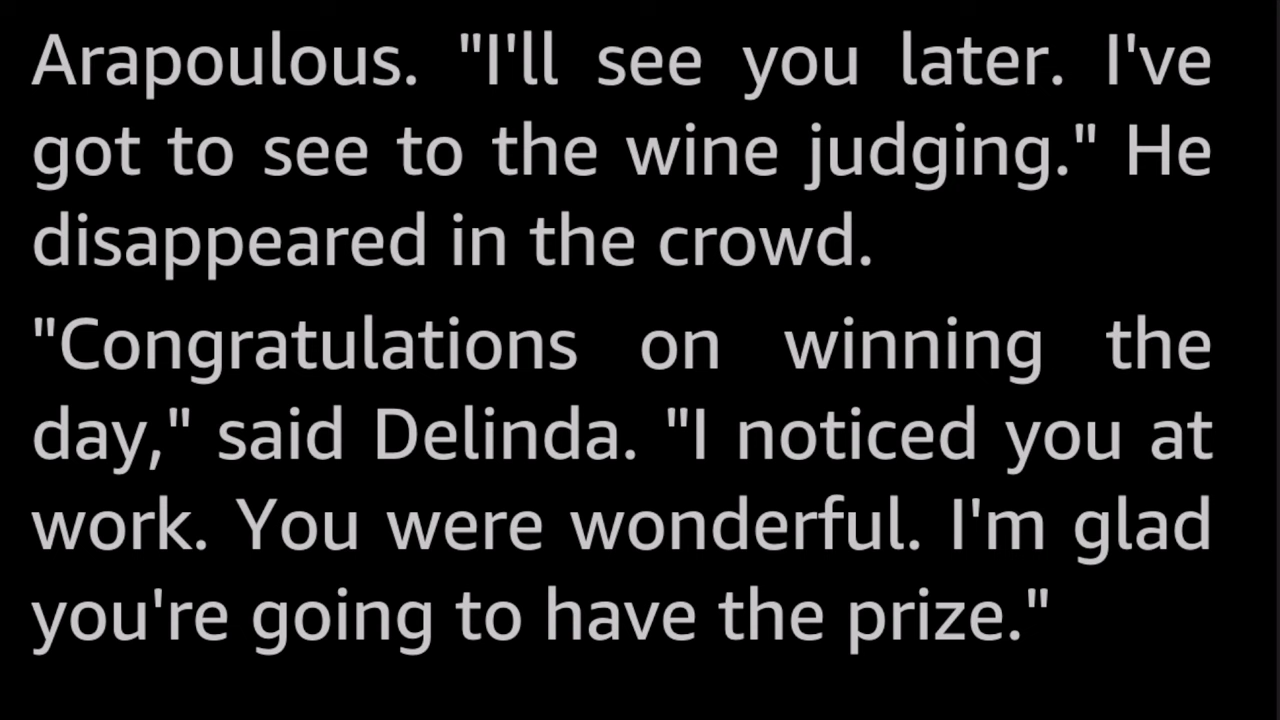 Arapoulous. "I'll see you later. I've
got to see to the wine judging." He
disappeared in the crowd.
"Congratulations on winning the
day," said Delinda. "I noticed you at
work. You were wonderful. I'm glad
you're going to have the prize."